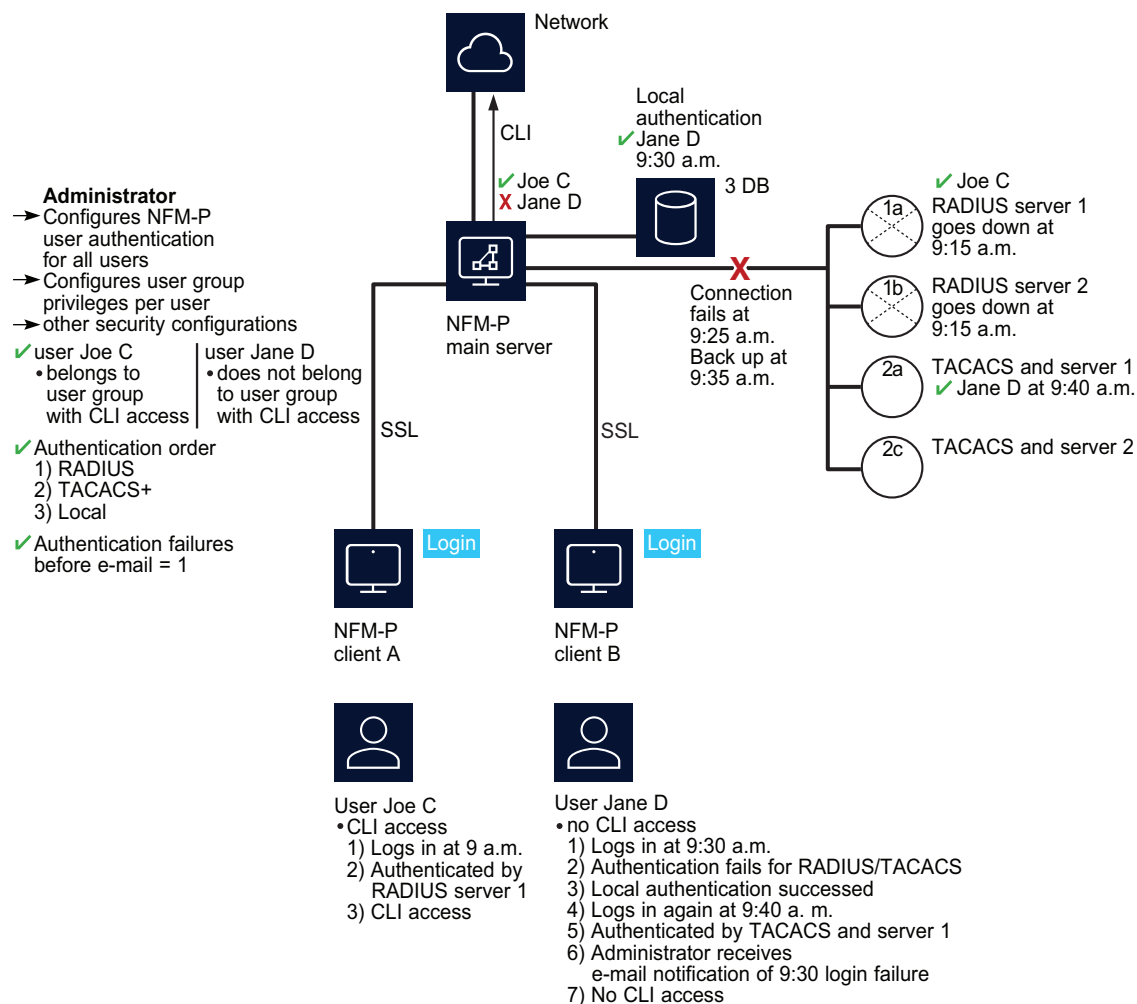 Network
CLI
✓ Joe C
X Jane D
Local
authentication
✓ Jane D
9:30 a.m.
3 DB
NFM-P
main server
X
Connection
fails at
9:25 a.m.
Back up at
9:35 a.m.
✓ Joe C
1a
RADIUS server 1
goes down at
9:15 a.m.
1b
RADIUS server 2
goes down at
9:15 a.m.
2a
TACACS and server 1
✓ Jane D at 9:40 a.m.
2c
TACACS and server 2
Administrator
→ Configures NFM-P
user authentication
for all users
→ Configures user group
privileges per user
→ other security configurations
✓ user Joe C
• belongs to
user group
with CLI access
user Jane D
• does not belong
to user group
with CLI access
✓ Authentication order
1) RADIUS
2) TACACS+
3) Local
✓ Authentication failures
before e-mail = 1
SSL
SSL
Login
Login
NFM-P
client A
NFM-P
client B
User Joe C
• CLI access
1) Logs in at 9 a.m.
2) Authenticated by
RADIUS server 1
3) CLI access
User Jane D
• no CLI access
1) Logs in at 9:30 a.m.
2) Authentication fails for RADIUS/TACACS
3) Local authentication successed
4) Logs in again at 9:40 a. m.
5) Authenticated by TACACS and server 1
6) Administrator receives
e-mail notification of 9:30 login failure
7) No CLI access